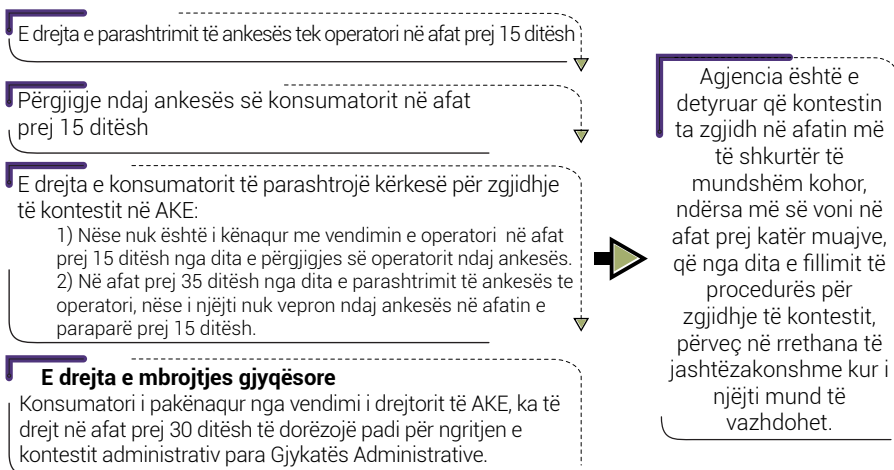 E drejta e parashtrimit të ankesës tek operatori në afat prej 15 ditësh
Përgjigje ndaj ankesës së konsumatorit në afat
prej 15 ditësh
E drejta e konsumatorit të parashtrojë kërkesë për zgjidhje
të kontestit në AKE:
1) Nëse nuk është i kënaqur me vendimin e operatori në afat
prej 15 ditësh nga dita e përgjigjes së operatorit ndaj ankesës.
2) Në afat prej 35 ditësh nga dita e parashtrimit të ankesës te
operatori, nëse i njëjti nuk vepron ndaj ankesës në afatin e
paraparë prej 15 ditësh.
E drejta e mbrojtjes gjyqësore
Konsumatori i pakënaqur nga vendimi i drejtorit të AKE, ka të
drejt në afat prej 30 ditësh të dorëzojë padi për ngritjen e
kontestit administrativ para Gjykatës Administrative.
Agjencia është e
detyruar që kontestin
ta zgjidh në afatin më
të shkurtër të
mundshëm kohor,
ndërsa më së voni në
afat prej katër muajve,
që nga dita e fillimit të
procedurës për
zgjidhje të kontestit,
përveç në rrethana të
jashtëzakonshme kur i
njëjti mund të
vazhdohet.